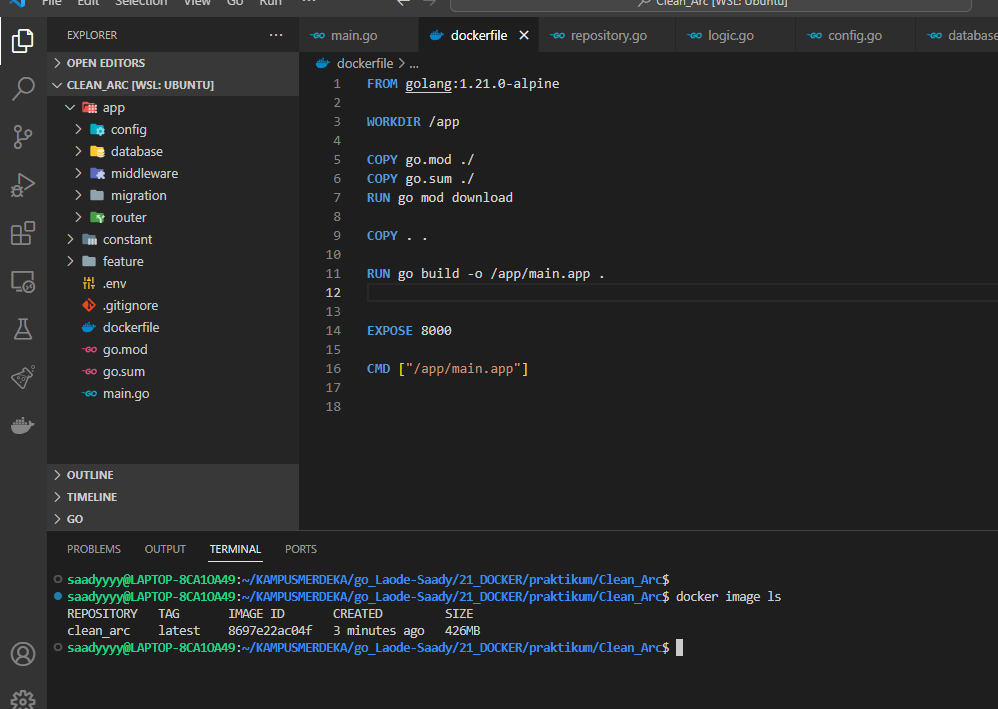 File Edit Selection View Go Run ...
Clean_Arc [WSL: Ubuntu]
EXPLORER
main.go dockerfile repository.go logic.go config.go database
OPEN EDITORS
CLEAN_ARC [WSL: UBUNTU]
app
config
database
middleware
migration
router
constant
feature
.env
.gitignore
dockerfile
go.mod
go.sum
main.go
OUTLINE
TIMELINE
GO
dockerfile > ...
1 FROM golang:1.21.0-alpine
2
3 WORKDIR /app
4
5 COPY go.mod ./
6 COPY go.sum ./
7 RUN go mod download
8
9 COPY . .
10
11 RUN go build -o /app/main.app .
12
13
14 EXPOSE 8000
15
16 CMD ["/app/main.app"]
17
18
PROBLEMS OUTPUT TERMINAL PORTS
saadyyyy@LAPTOP-8CA1OA49:~/KAMPUSMERDEKA/go_Laode-Saady/21_DOCKER/praktikum/Clean_Arc$
saadyyyy@LAPTOP-8CA1OA49:~/KAMPUSMERDEKA/go_Laode-Saady/21_DOCKER/praktikum/Clean_Arc$ docker image ls
REPOSITORY TAG IMAGE ID CREATED SIZE
clean_arc latest 8697e22ac04f 3 minutes ago 426MB
saadyyyy@LAPTOP-8CA1OA49:~/KAMPUSMERDEKA/go_Laode-Saady/21_DOCKER/praktikum/Clean_Arc$